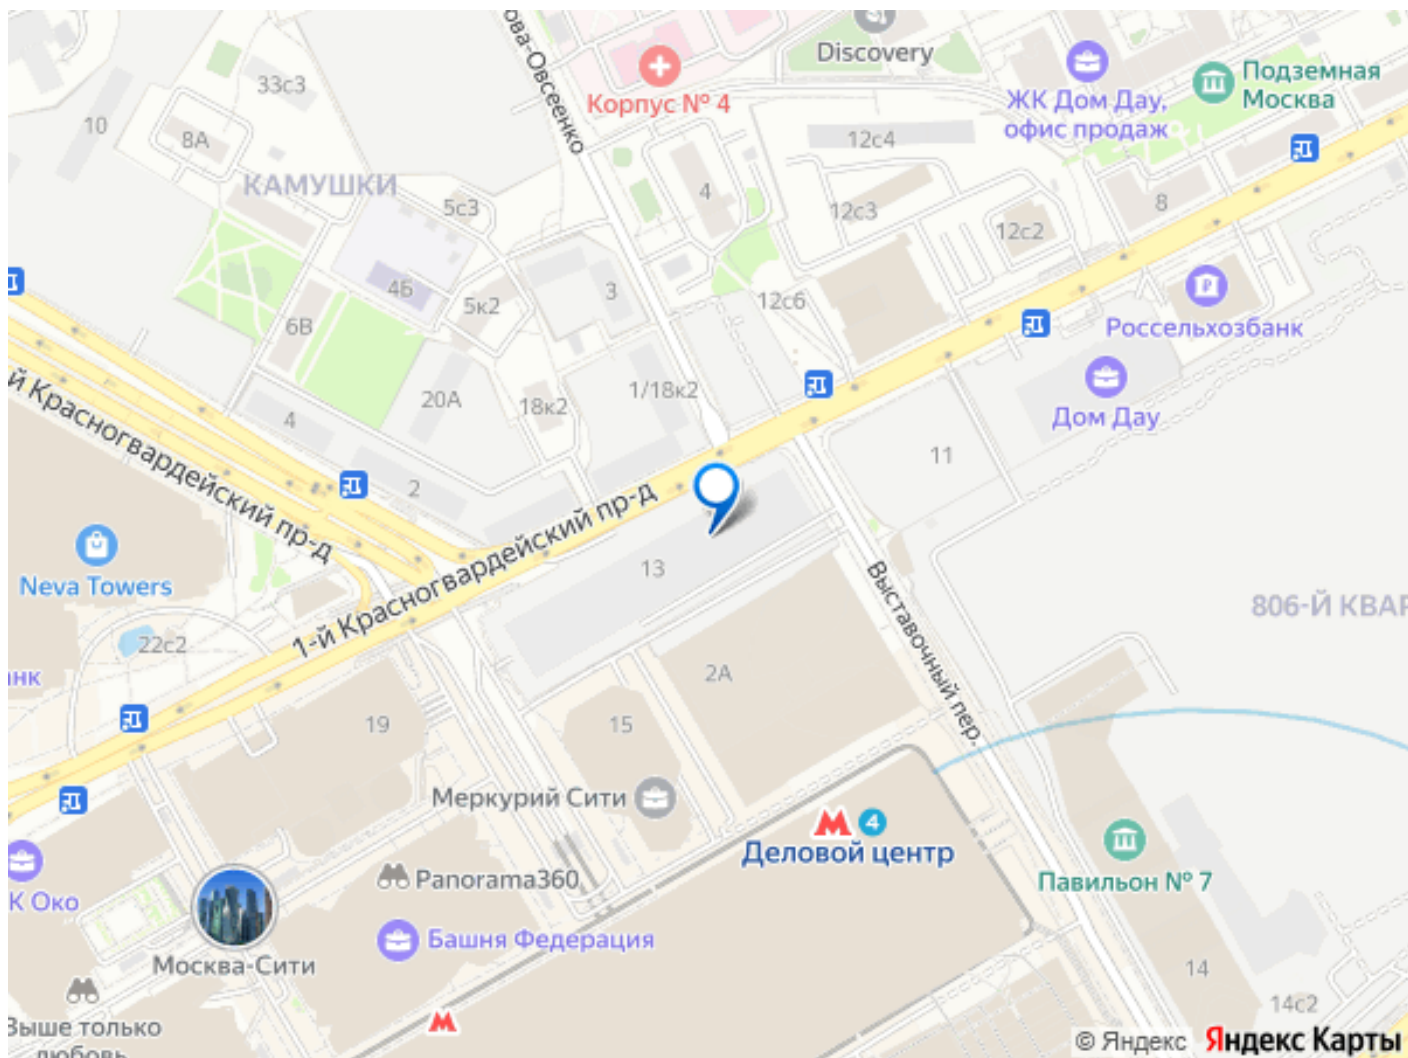 ова-Овсеенко
Discovery
Корпус № 4
ЖК Дом Дау,
офис продаж
Подземная
Москва
33с3
10
8А
12с4
КАМУШКИ
5с3
4
12с3
8
12с2
4Б
5к2
3
12с6
6В
Россельхозбанк
20А
18к2
1/18к2
4
Дом Дау
й Красногвардейский пр-д
2
11
1-й Красногвардейский пр-д
13
Neva Towers
Выставочный пер.
806-Й КВАР
22с2
2А
анк
19
15
Меркурий Сити
4
Деловой центр
К Око
Panorama360
Павильон № 7
Башня Федерация
Москва-Сити
14
14с2
Выше только
любовь
© Яндекс Яндекс Карты